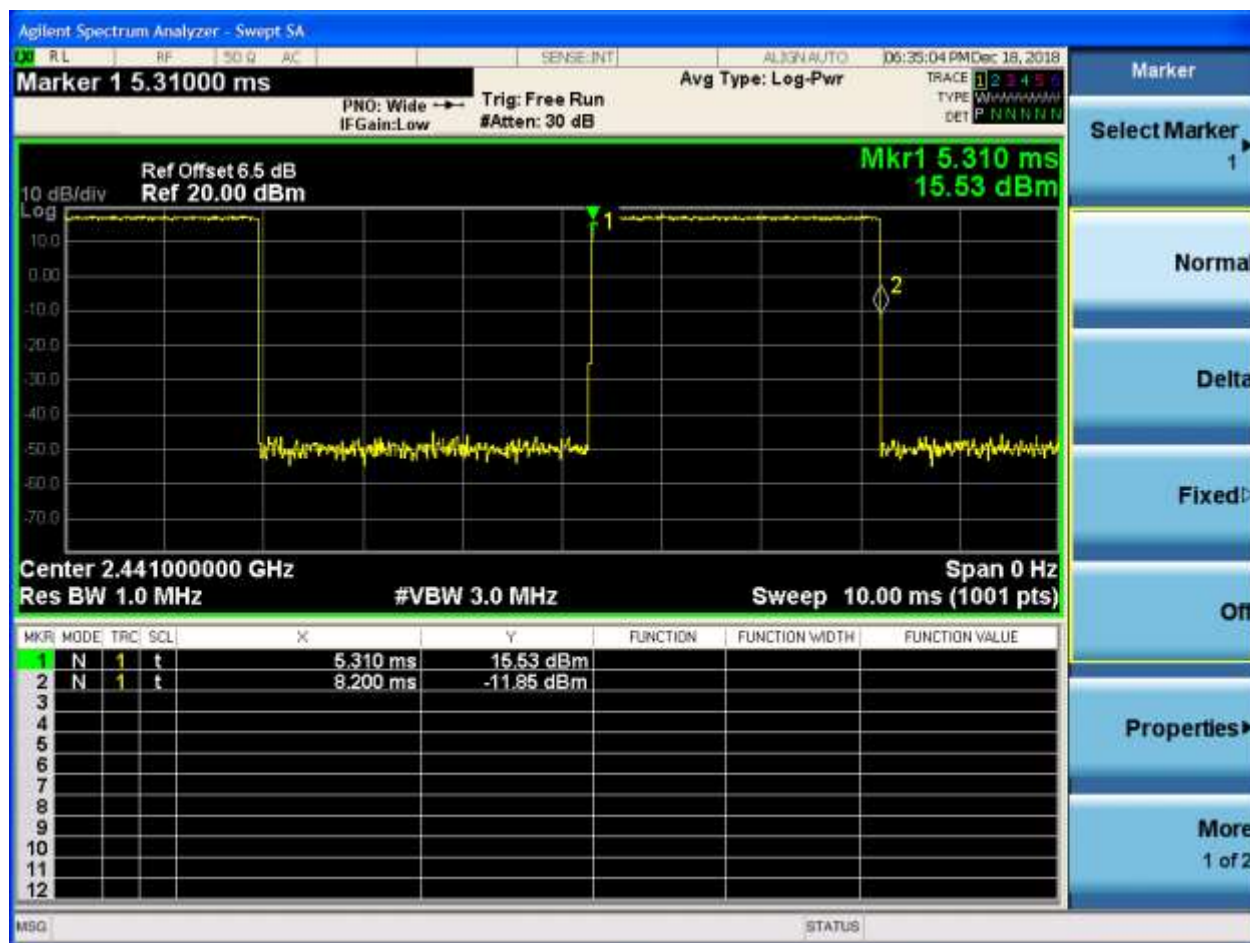 Agilent Spectrum Analyzer - Swept SA
RL RF 50 Ω AC SENSE:INT ALIGN AUTO 06:35:04 PM Dec 18, 2018
Marker 1 5.31000 ms
PNO: Wide
IFGain:Low
Trig: Free Run
#Atten: 30 dB
Avg Type: Log-Pwr
TRACE 1 2 3 4 5 6
TYPE
DET P N N N N N
Ref Offset 6.5 dB
10 dB/div Ref 20.00 dBm
Log
Mkr1 5.310 ms
15.53 dBm
10.0
0.00
-10.0
-20.0
-30.0
-40.0
-50.0
-60.0
-70.0
1
2
Center 2.441000000 GHz Span 0 Hz
Res BW 1.0 MHz #VBW 3.0 MHz Sweep 10.00 ms (1001 pts)
MKR MODE TRC SCL X Y FUNCTION FUNCTION WIDTH FUNCTION VALUE
1 N 1 t 5.310 ms 15.53 dBm
2 N 1 t 8.200 ms -11.85 dBm
3
4
5
6
7
8
9
10
11
12
MSG STATUS
Marker
Select Marker
1
Normal
Delta
Fixed
Off
Properties
More
1 of 2